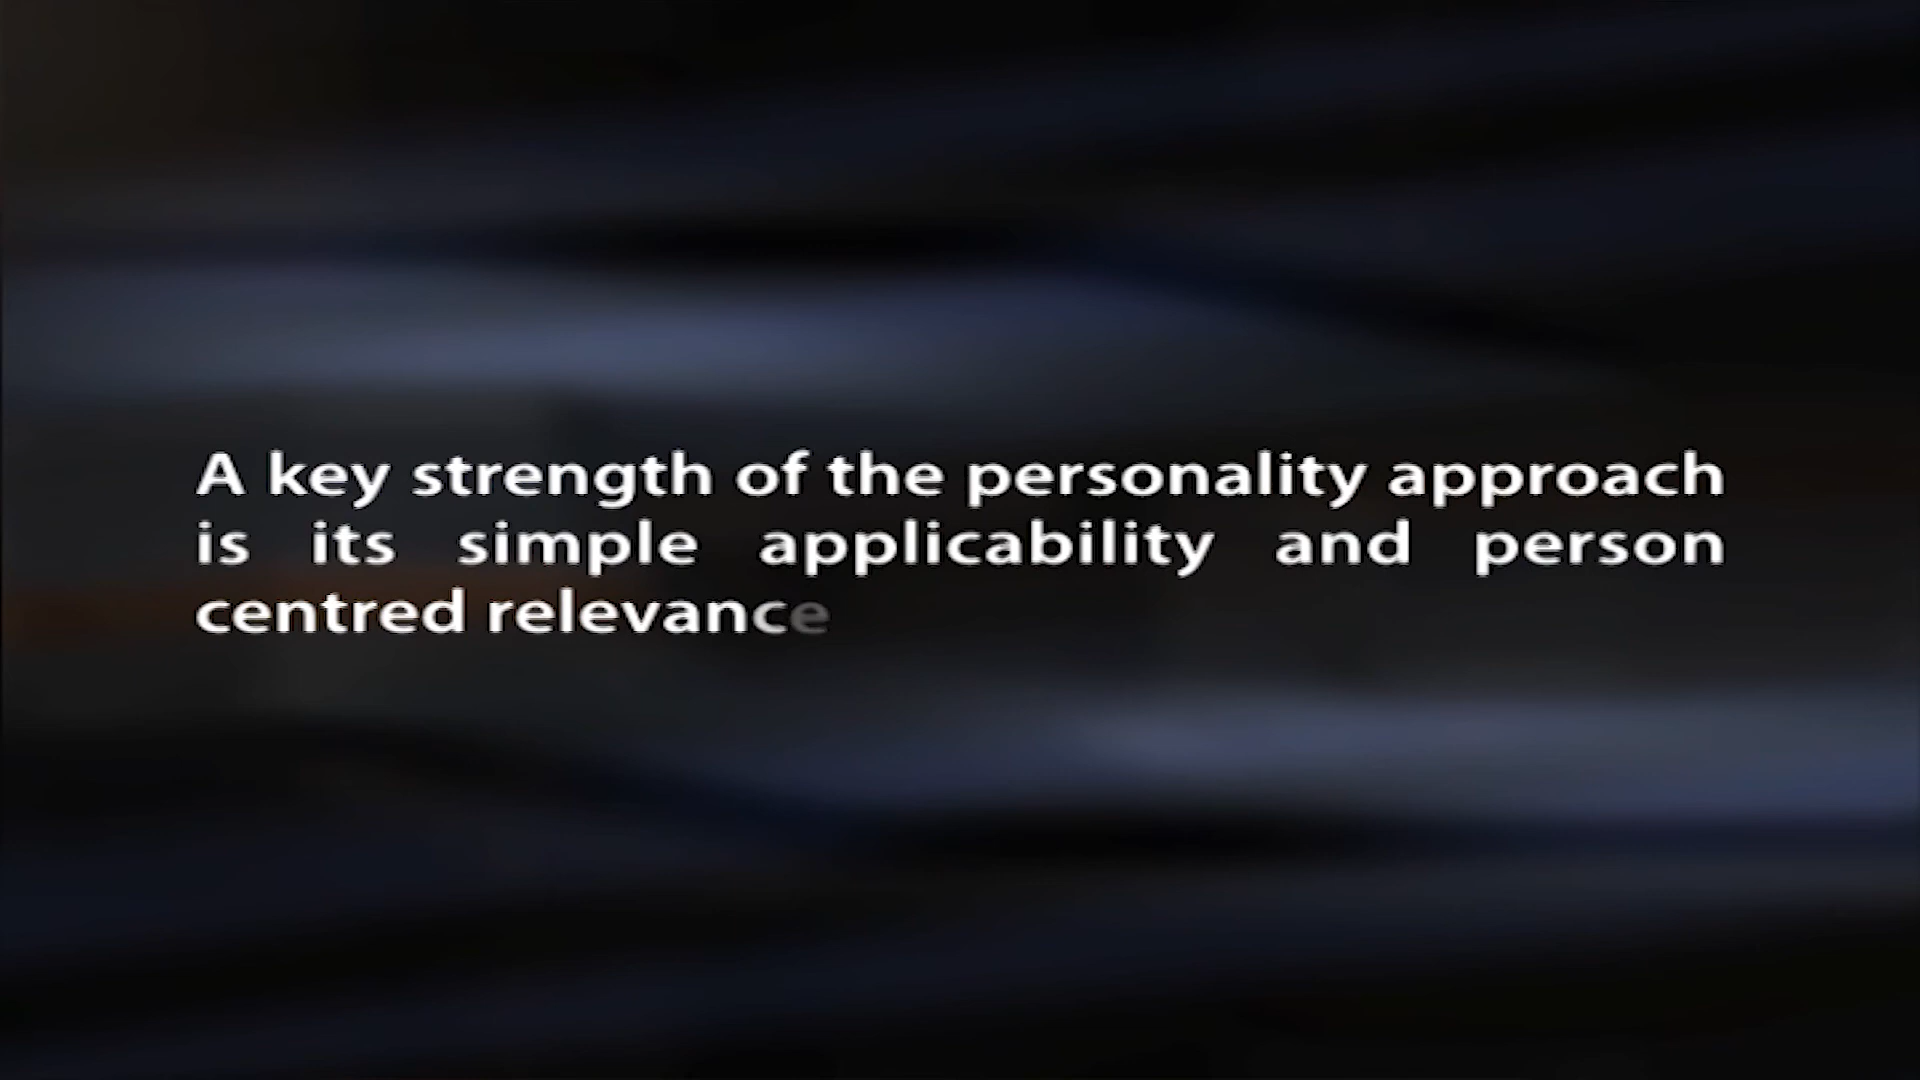 A key strength of the personality approach
is its simple applicability and person
centred relevance